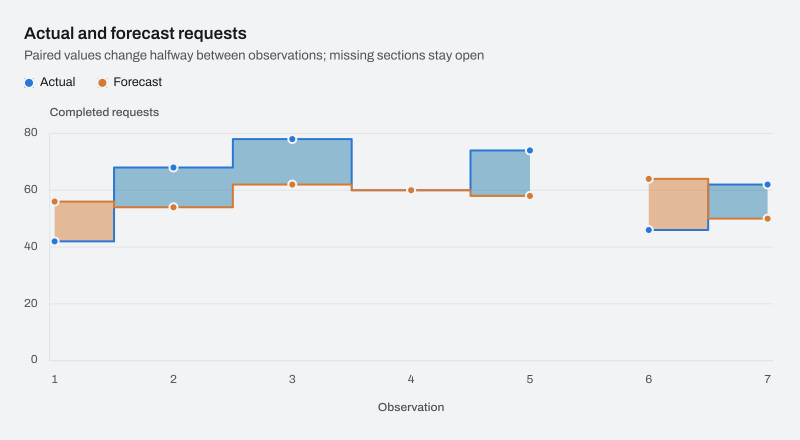 Actual and forecast requests
Paired values change halfway between observations; missing sections stay open
Actual Forecast
Completed requests
80
60
40
20
0
1 2 3 4 5 6 7
Observation